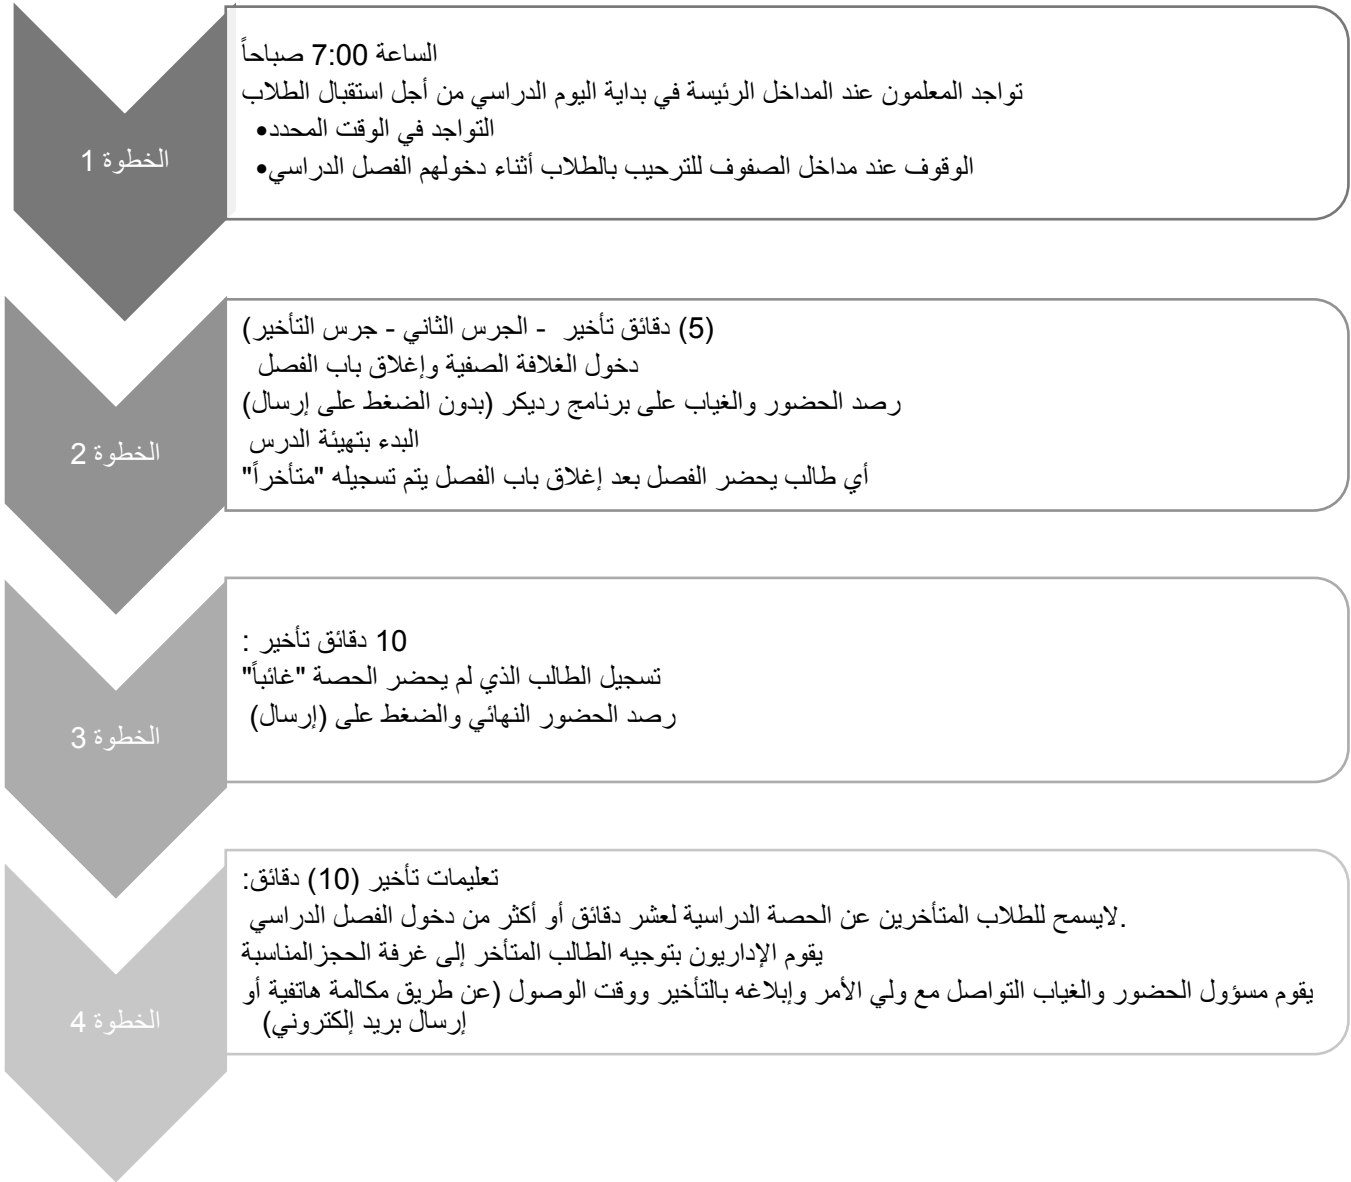 الخطوة 1
الساعة 7:00 صباحاً
تواجد المعلمون عند المداخل الرئيسة في بداية اليوم الدراسي من أجل استقبال الطلاب
•التواجد في الوقت المحدد
•الوقوف عند مداخل الصفوف للترحيب بالطلاب أثناء دخولهم الفصل الدراسي
الخطوة 2
(5) دقائق تأخير - الجرس الثاني - جرس التأخير)
دخول الغلافة الصفية وإغلاق باب الفصل
رصد الحضور والغياب على برنامج رديكر (بدون الضغط على إرسال)
البدء بتهيئة الدرس
أي طالب يحضر الفصل بعد إغلاق باب الفصل يتم تسجيله "متأخراً"
الخطوة 3
10 دقائق تأخير :
تسجيل الطالب الذي لم يحضر الحصة "غائباً"
رصد الحضور النهائي والضغط على (إرسال)
الخطوة 4
تعليمات تأخير (10) دقائق:
.لايسمح للطلاب المتأخرين عن الحصة الدراسية لعشر دقائق أو أكثر من دخول الفصل الدراسي
يقوم الإداريون بتوجيه الطالب المتأخر إلى غرفة الحجزالمناسبة
يقوم مسؤول الحضور والغياب التواصل مع ولي الأمر وإبلاغه بالتأخير ووقت الوصول (عن طريق مكالمة هاتفية أو
إرسال بريد إلكتروني)